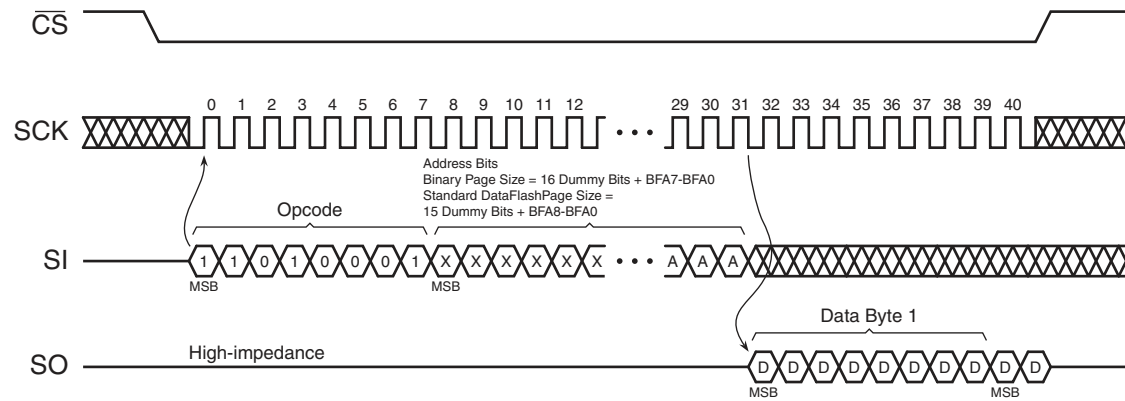 CS
0 1 2 3 4 5 6 7 8 9 10 11 12 29 30 31 32 33 34 35 36 37 38 39 40
SCK
Address Bits
Binary Page Size = 16 Dummy Bits + BFA7-BFA0
Standard DataFlashPage Size =
15 Dummy Bits + BFA8-BFA0
Opcode
SI 1 1 0 1 0 0 0 1 X X X X X X A A A
MSB MSB
Data Byte 1
High-impedance
SO D D D D D D D D D D
MSB MSB